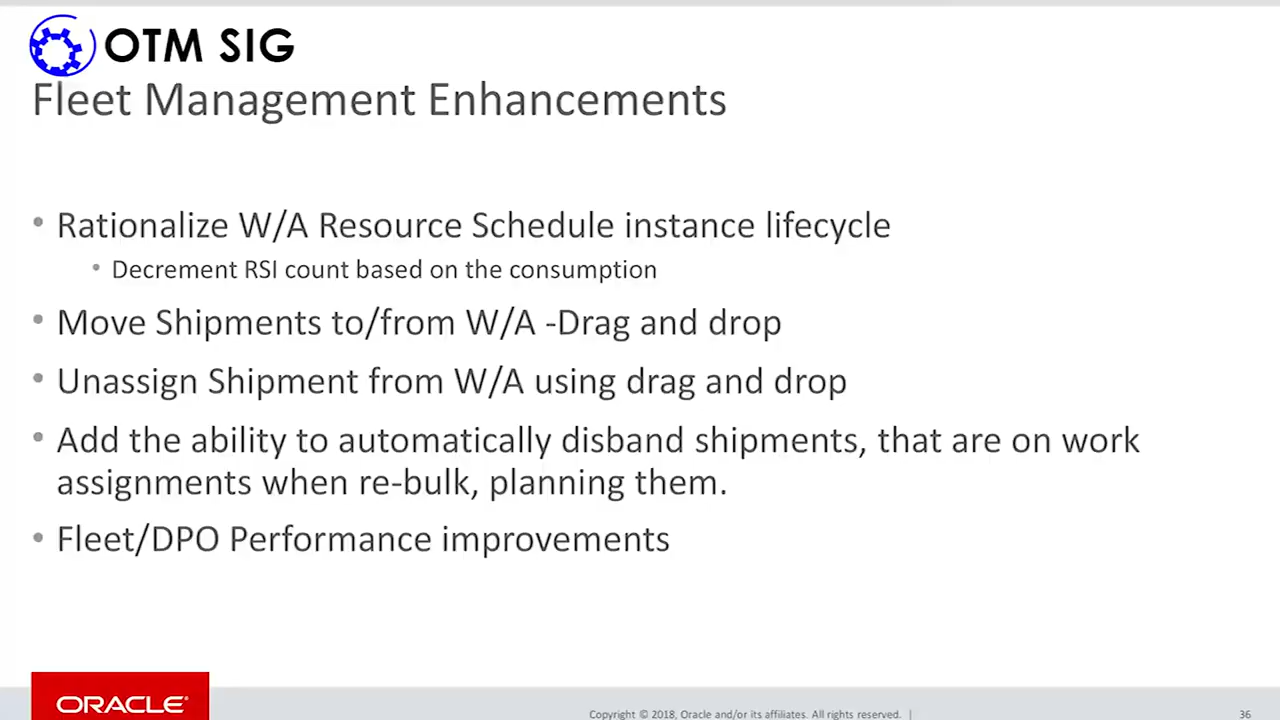 OTM SIG
Fleet Management Enhancements
• Rationalize W/A Resource Schedule instance lifecycle
• Decrement RSI count based on the consumption
• Move Shipments to/from W/A -Drag and drop
• Unassign Shipment from W/A using drag and drop
• Add the ability to automatically disband shipments, that are on work
assignments when re-bulk, planning them.
• Fleet/DPO Performance improvements
ORACLE®
Copyright © 2018, Oracle and/or its affiliates. All rights reserved. |
36